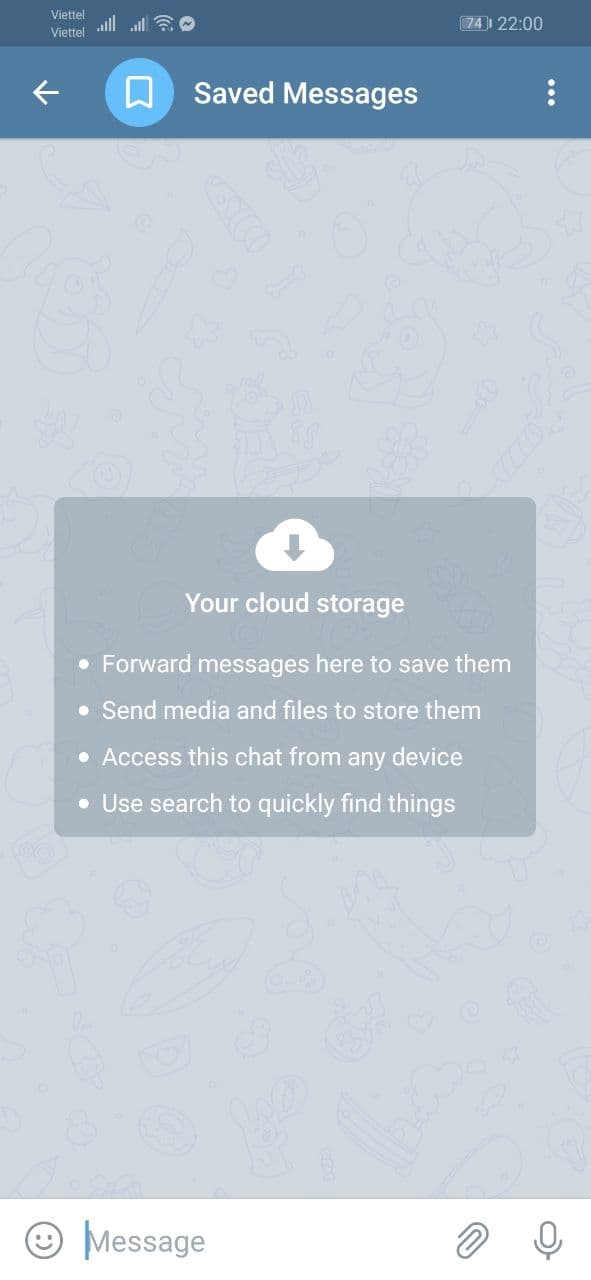 Viettel
Viettel
74 22:00
Saved Messages
Your cloud storage
• Forward messages here to save them
• Send media and files to store them
• Access this chat from any device
• Use search to quickly find things
Message